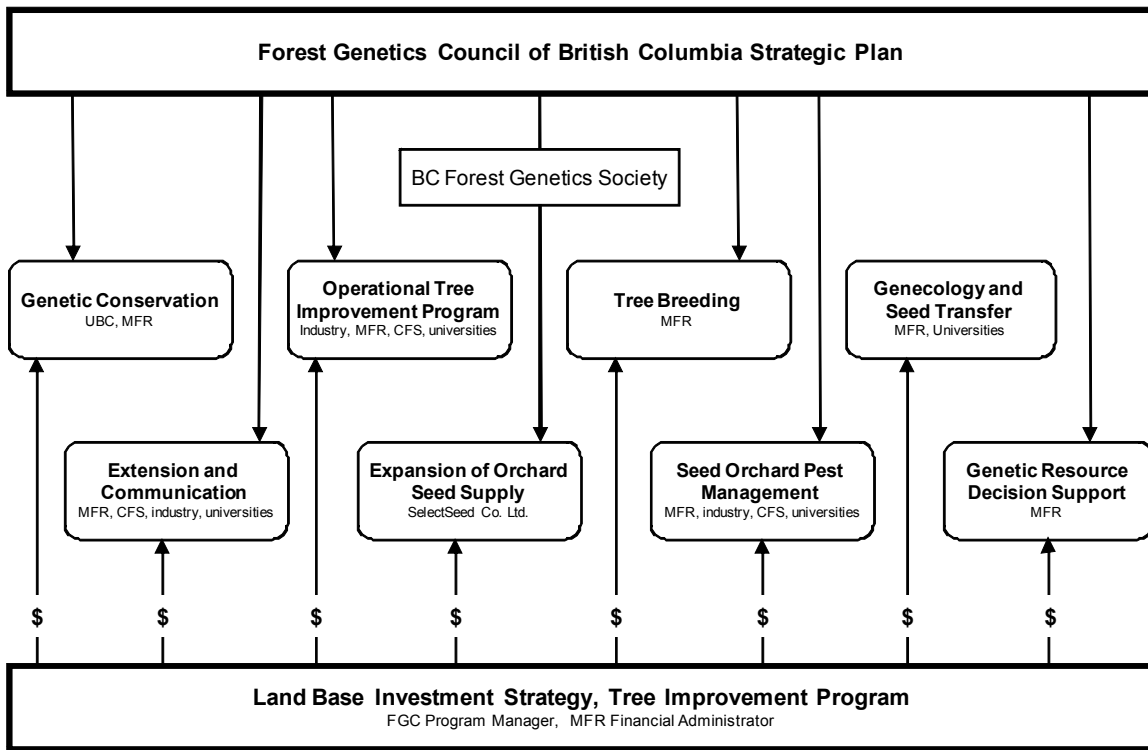 Forest Genetics Council of British Columbia Strategic Plan
BC Forest Genetics Society
Genetic Conservation
UBC, MFR
Operational Tree
Improvement Program
Industry, MFR, CFS, universities
Tree Breeding
MFR
Genecology and
Seed Transfer
MFR, Universities
Extension and
Communication
MFR, CFS, industry, universities
Expansion of Orchard
Seed Supply
SelectSeed Co. Ltd.
Seed Orchard Pest
Management
MFR, industry, CFS, universities
Genetic Resource
Decision Support
MFR
$ $ $ $ $ $ $ $
Land Base Investment Strategy, Tree Improvement Program
FGC Program Manager, MFR Financial Administrator